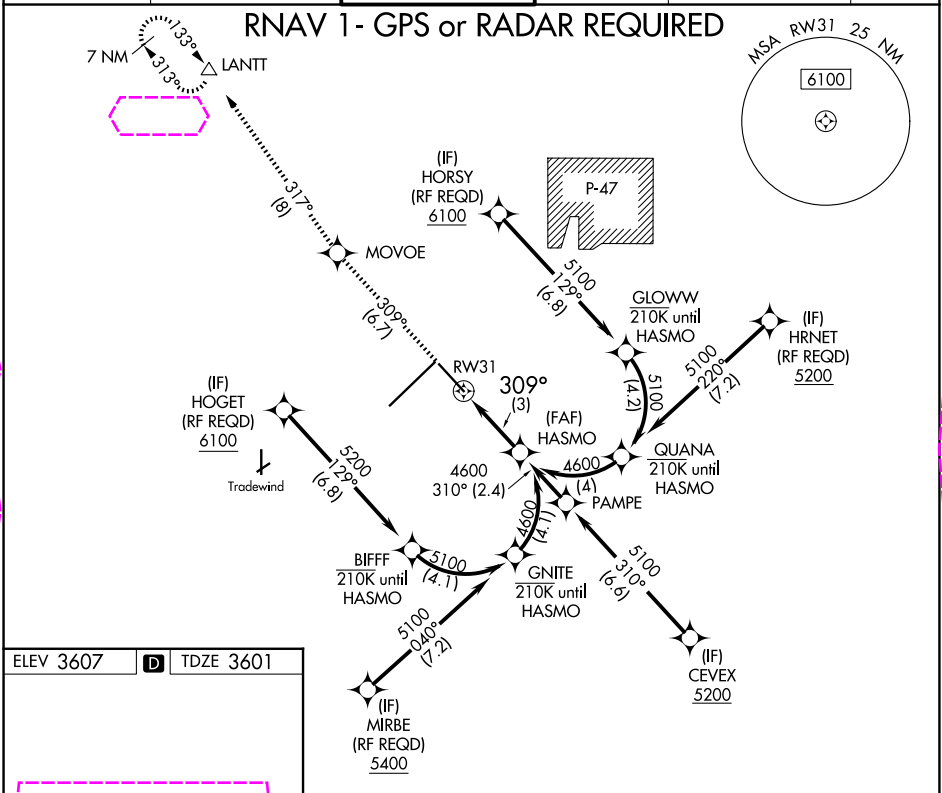 RNAV 1- GPS or RADAR REQUIRED
7 NM
133°
313°
LANTT
MSA RW31 25 NM
6100
317°
(8)
MOVOE
309°
(6.7)
(IF)
HORSY
(RF REQD)
6100
P-47
5100
129°
(6.8)
GLOWW
210K until
HASMO
5100
(4.2)
(IF)
HRNET
(RF REQD)
5200
5100
220°
(7.2)
RW31
309°
(3)
(FAF)
HASMO
(IF)
HOGET
(RF REQD)
6100
Tradewind
5200
129°
(6.8)
4600
310° (2.4)
4600
(4)
QUANA
210K until
HASMO
PAMPE
4600
(4.1)
BIFFF
210K until
HASMO
5100
(4.1)
GNITE
210K until
HASMO
5100
310°
(6.6)
5100
040°
(7.2)
(IF)
CEVEX
5200
(IF)
MIRBE
(RF REQD)
5400
ELEV 3607 D TDZE 3601